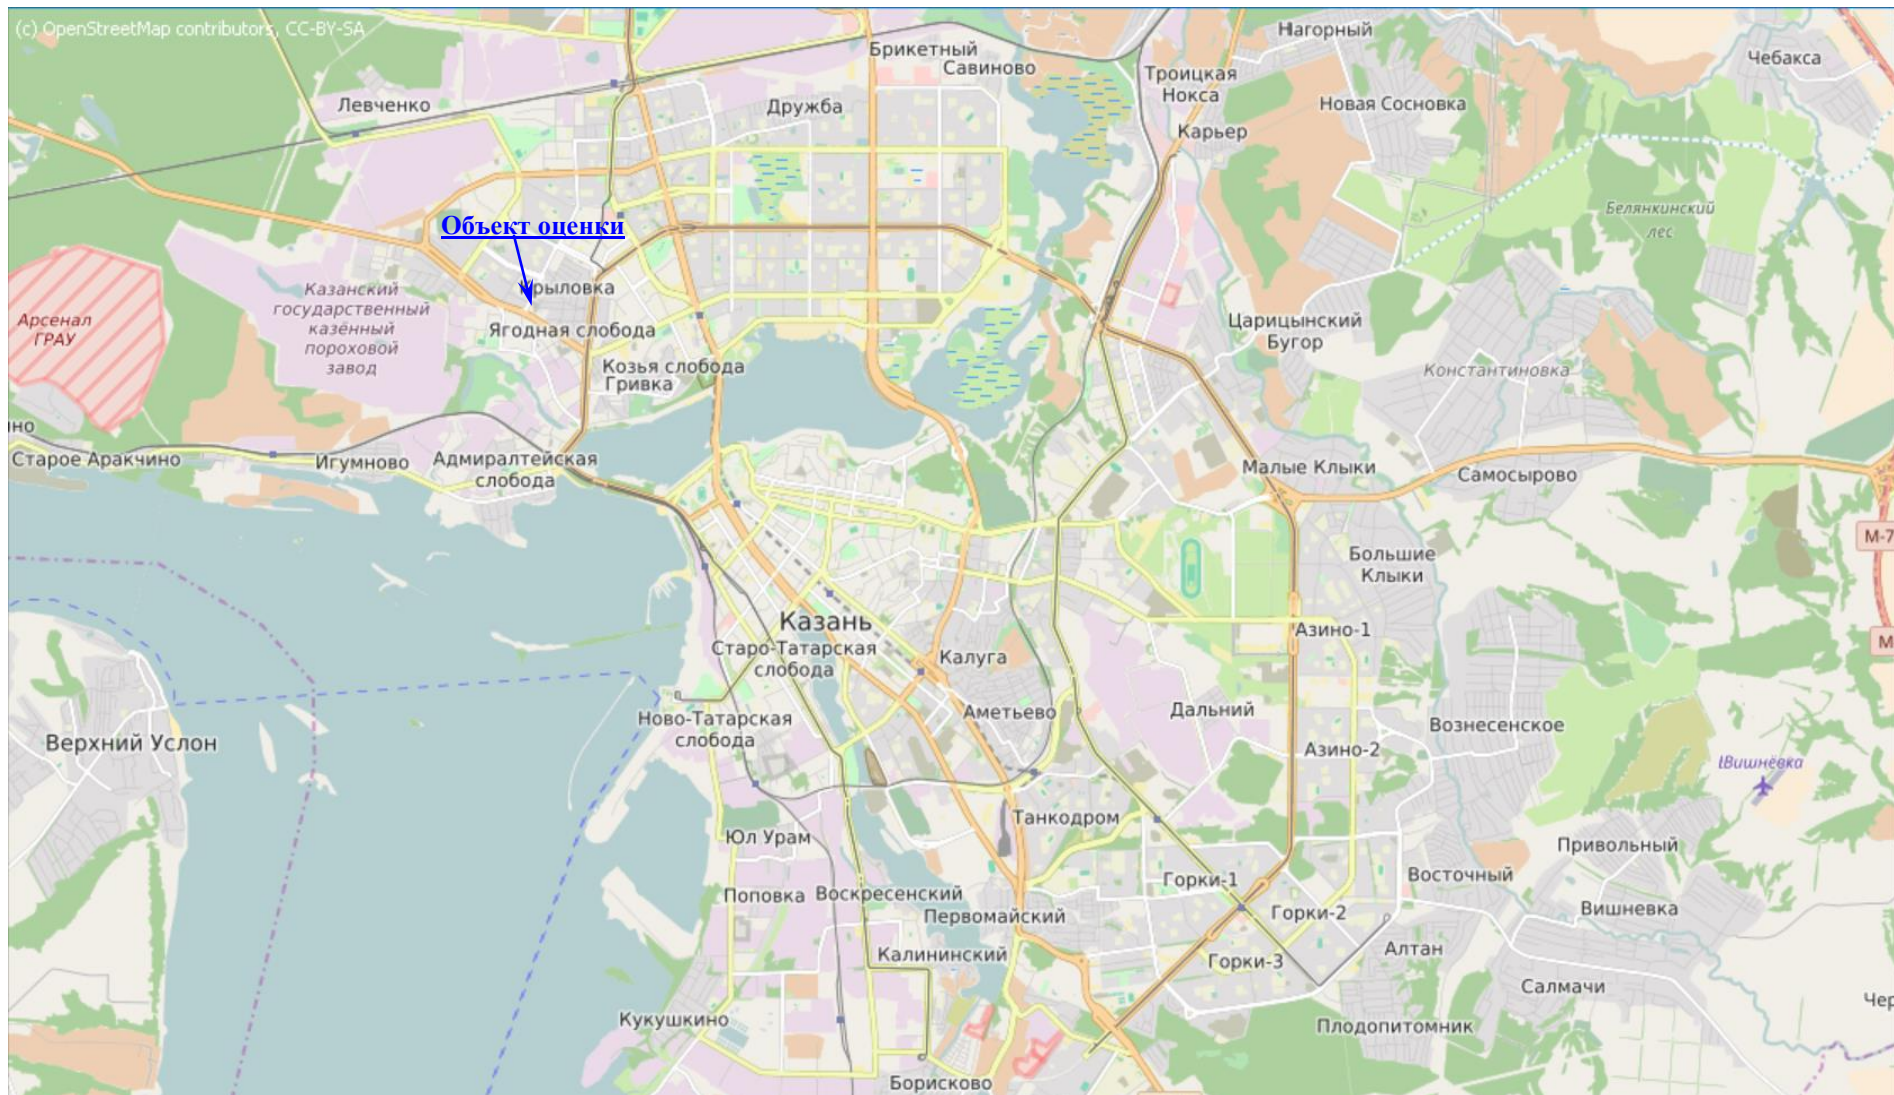 (c) OpenStreetMap contributors, CC-BY-SA
Нагорный
Брикетный
Савиново
Чебакса
Троицкая
Нокса
Левченко
Дружба
Новая Сосновка
Карьер
Белянкинский
лес
Объект оценки
Казанский
государственный
казённый
пороховой
завод
рыловка
Арсенал
ГРАУ
Ягодная слобода
Царицынский
Бугор
Козья слобода
Гривка
Константиновка
но
Старое Аракчино
Игумново
Адмиралтейская
слобода
Малые Клыки
Самосырово
М-7
Большие
Клыки
Казань
Азино-1
М
Старо-Татарская
слобода
Калуга
Ново-Татарская
слобода
Аметьево
Дальний
Вознесенское
Верхний Услон
Азино-2
Вишнёвка
Танкодром
Юл Урам
Привольный
Горки-1
Восточный
Поповка
Воскресенский
Первомайский
Горки-2
Вишневка
Калининский
Горки-3
Алтан
Салмачи
Чер
Кукушкино
Плодопитомник
Борисково